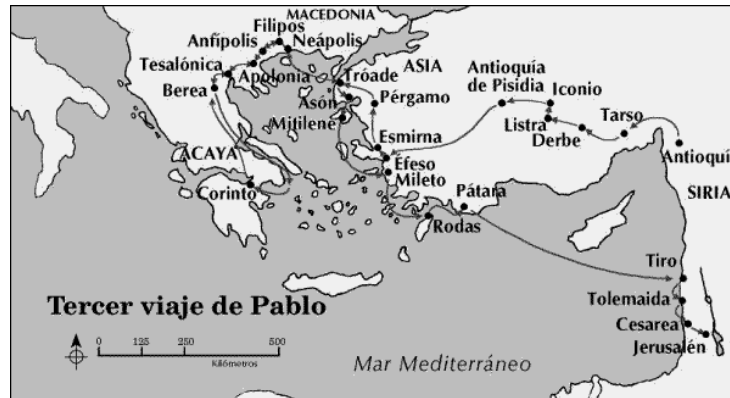 MACEDONIA
Filipos
Anfípolis
Neápolis
Tesalónica
Apolonia
Berea
Tróade
ASIA
Antioquía
de Pisidia
Iconio
Asón
Pérgamo
Mitilené
Listra
Tarso
Derbe
Esmirna
ACAYA
Éfeso
Antioquí
Mileto
Corinto
Pátara
SIRIA
Rodas
Tiro
Tercer viaje de Pablo
Tolemaida
Cesarea
Jerusalén
0 125 250 500
Kilómetros
Mar Mediterráneo